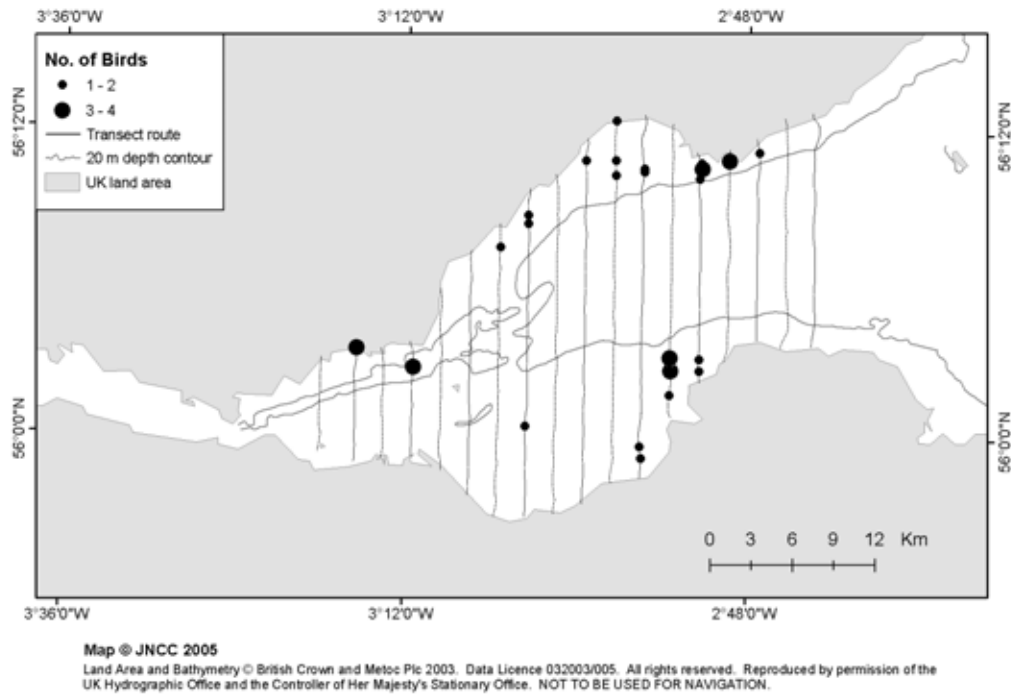 3°36'0"W 3°12'0"W 2°48'0"W
No. of Birds
1 - 2
3 - 4
Transect route
20 m depth contour
UK land area
56°12'0"N
56°12'0"N
56°0'0"N
56°0'0"N
0 3 6 9 12 Km
3°36'0"W 3°12'0"W 2°48'0"W
Map © JNCC 2005
Land Area and Bathymetry © British Crown and Metoc Plc 2003. Data Licence 032003/005. All rights reserved. Reproduced by permission of the
UK Hydrographic Office and the Controller of Her Majesty's Stationary Office. NOT TO BE USED FOR NAVIGATION.